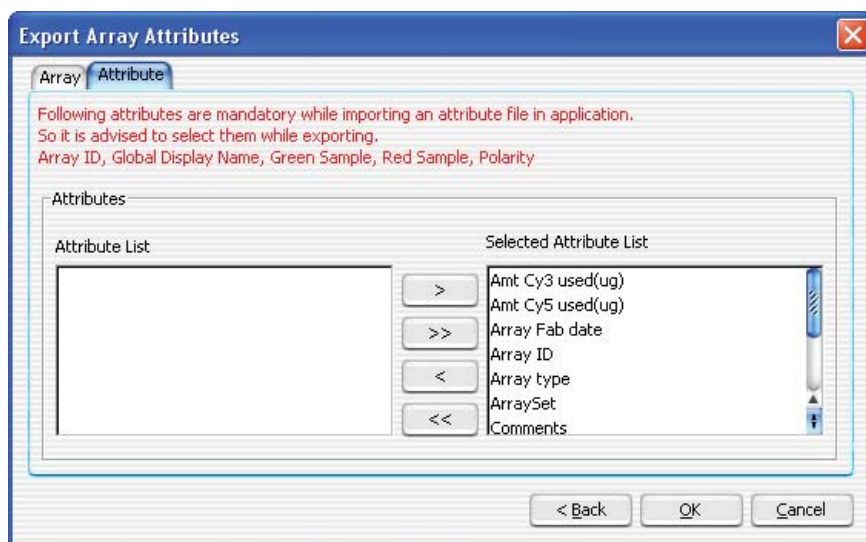 Export Array Attributes
Array
Attribute
Following attributes are mandatory while importing an attribute file in application.
So it is advised to select them while exporting.
Array ID, Global Display Name, Green Sample, Red Sample, Polarity
Attributes
Attribute List
Selected Attribute List
>
>>
<
<<
Amt Cy3 used(ug)
Amt Cy5 used(ug)
Array Fab date
Array ID
Array type
ArraySet
Comments
< Back
OK
Cancel